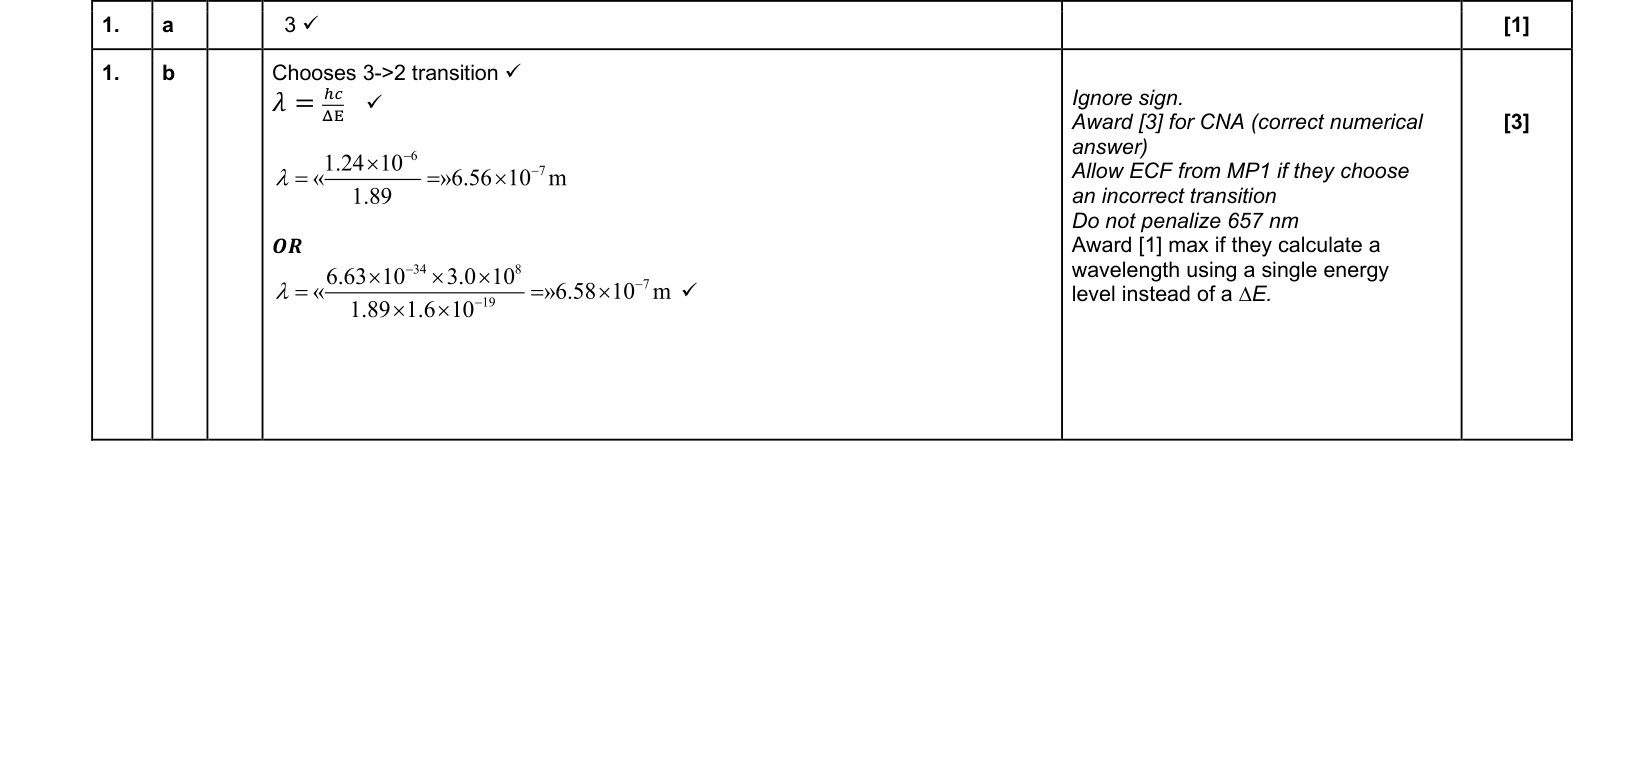 1. a 3 ✓ [1]
1. b Chooses 3->2 transition ✓
λ = hc/ΔE ✓
λ = «1.24×10⁻⁶/1.89 =»6.56×10⁻⁷ m
OR
λ = «6.63×10⁻³⁴ ×3.0×10⁸/1.89×1.6×10⁻¹⁹ =»6.58×10⁻⁷ m ✓
Ignore sign.
Award [3] for CNA (correct numerical
answer)
Allow ECF from MP1 if they choose
an incorrect transition
Do not penalize 657 nm
Award [1] max if they calculate a
wavelength using a single energy
level instead of a ΔE.
[3]